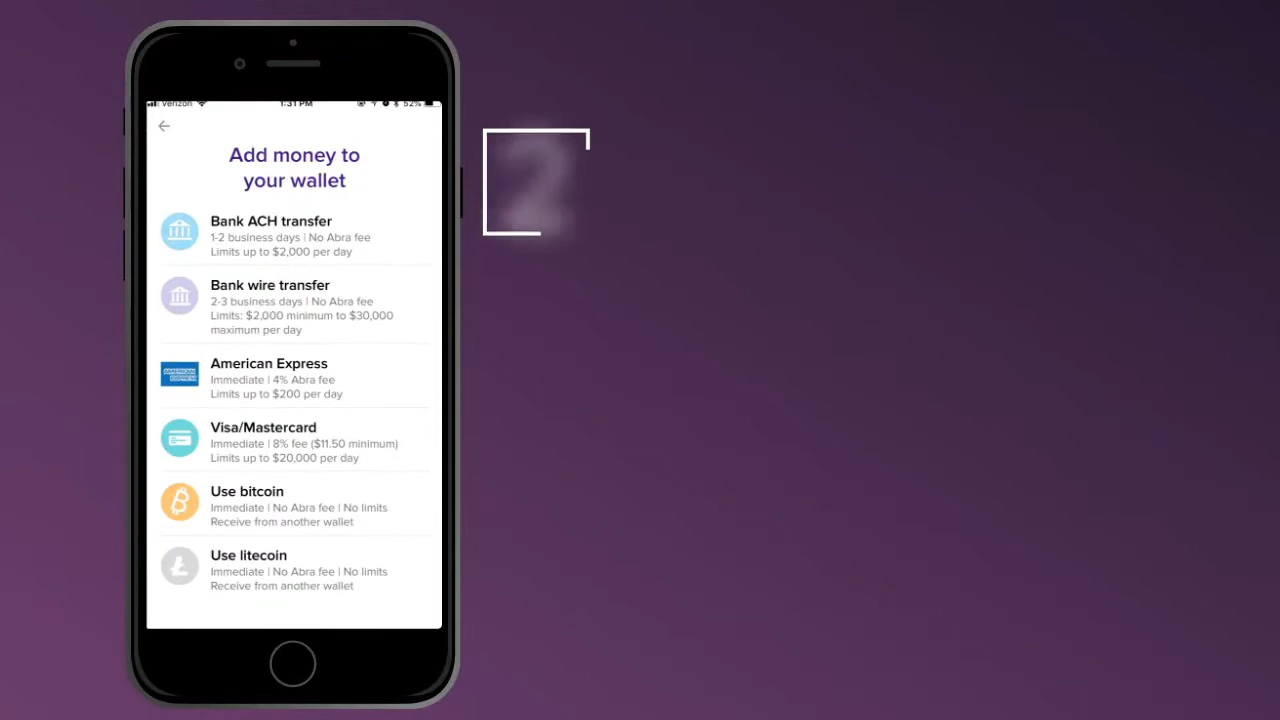 Verizon 1:31 PM 52%
Add money to
your wallet
Bank ACH transfer
1-2 business days | No Abra fee
Limits up to $2,000 per day
Bank wire transfer
2-3 business days | No Abra fee
Limits: $2,000 minimum to $30,000
maximum per day
AMERICAN
EXPRESS
American Express
Immediate | 4% Abra fee
Limits up to $200 per day
Visa/Mastercard
Immediate | 8% fee ($11.50 minimum)
Limits up to $20,000 per day
Use bitcoin
Immediate | No Abra fee | No limits
Receive from another wallet
Use litecoin
Immediate | No Abra fee | No limits
Receive from another wallet
2